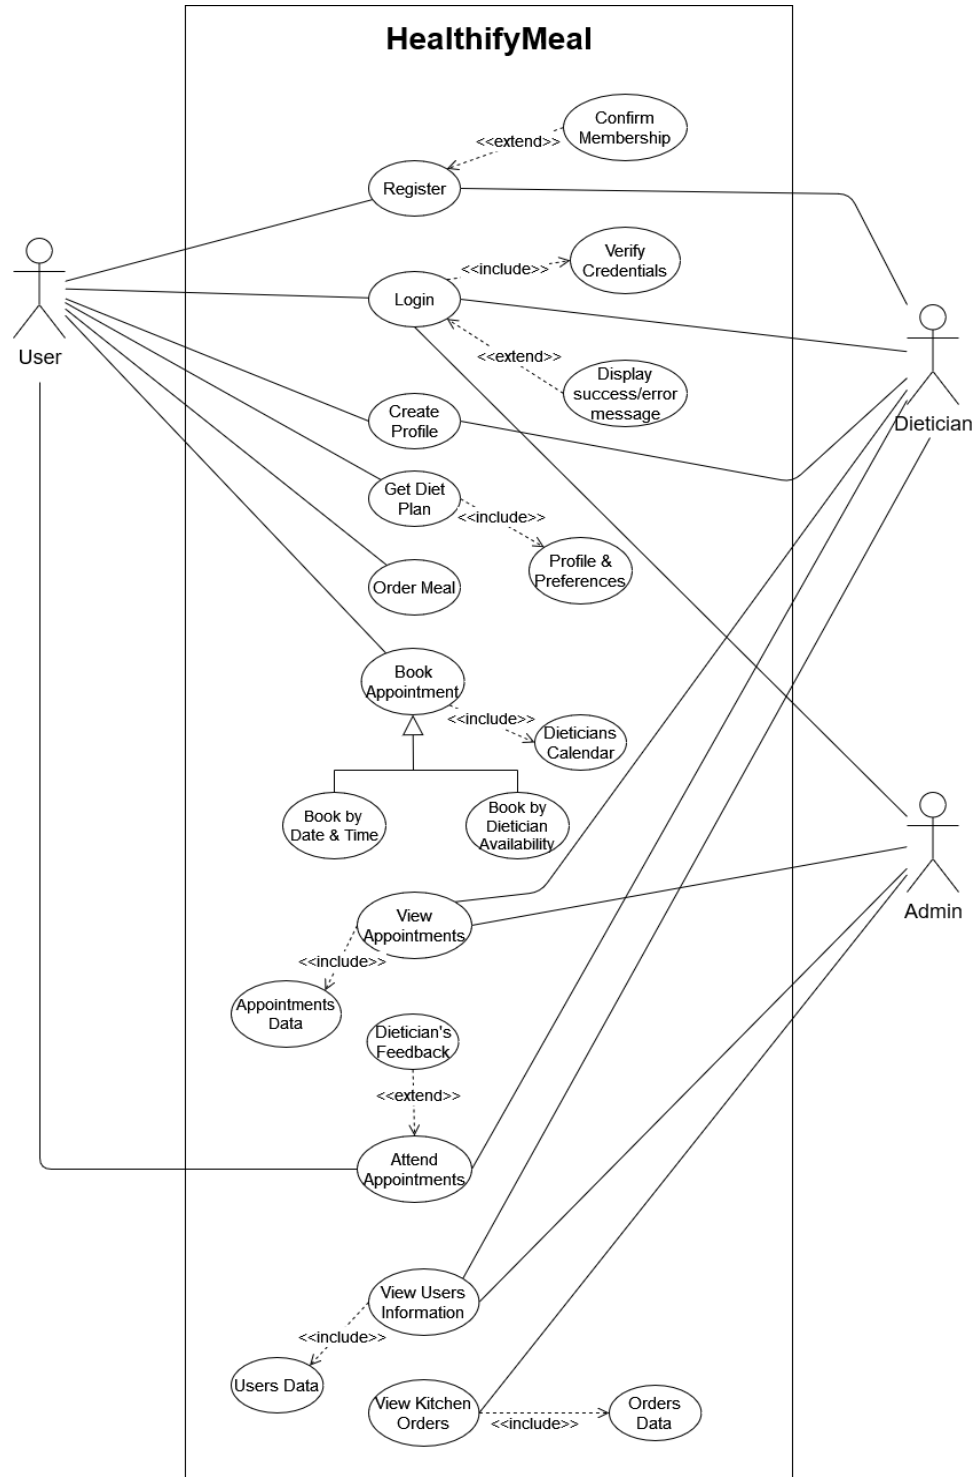 HealthifyMeal
Confirm
Membership
<<extend>>
Register
Verify
Credentials
<<include>>
Login
User
<<extend>>
Display
success/error
message
Create
Profile
Dietician
Get Diet
Plan
<<include>>
Profile &
Preferences
Order Meal
Book
Appointment
<<include>>
Dieticians
Calendar
Book by
Date & Time
Book by
Dietician
Availability
View
Appointments
Admin
<<include>>
Appointments
Data
Dietician's
Feedback
<<extend>>
Attend
Appointments
View Users
Information
<<include>>
Users Data
View Kitchen
Orders
<<include>>
Orders
Data